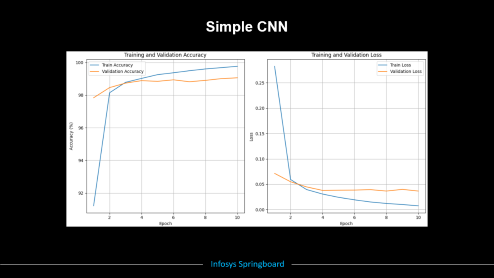 Simple CNN
Training and Validation Accuracy
Train Accuracy
Validation Accuracy
100
98
96
94
92
Accuracy (%)
2
4
6
8
10
Epoch
Training and Validation Loss
Train Loss
Validation Loss
0.25
0.20
0.15
0.10
0.05
0.00
Loss
2
4
6
8
10
Epoch
Infosys Springboard